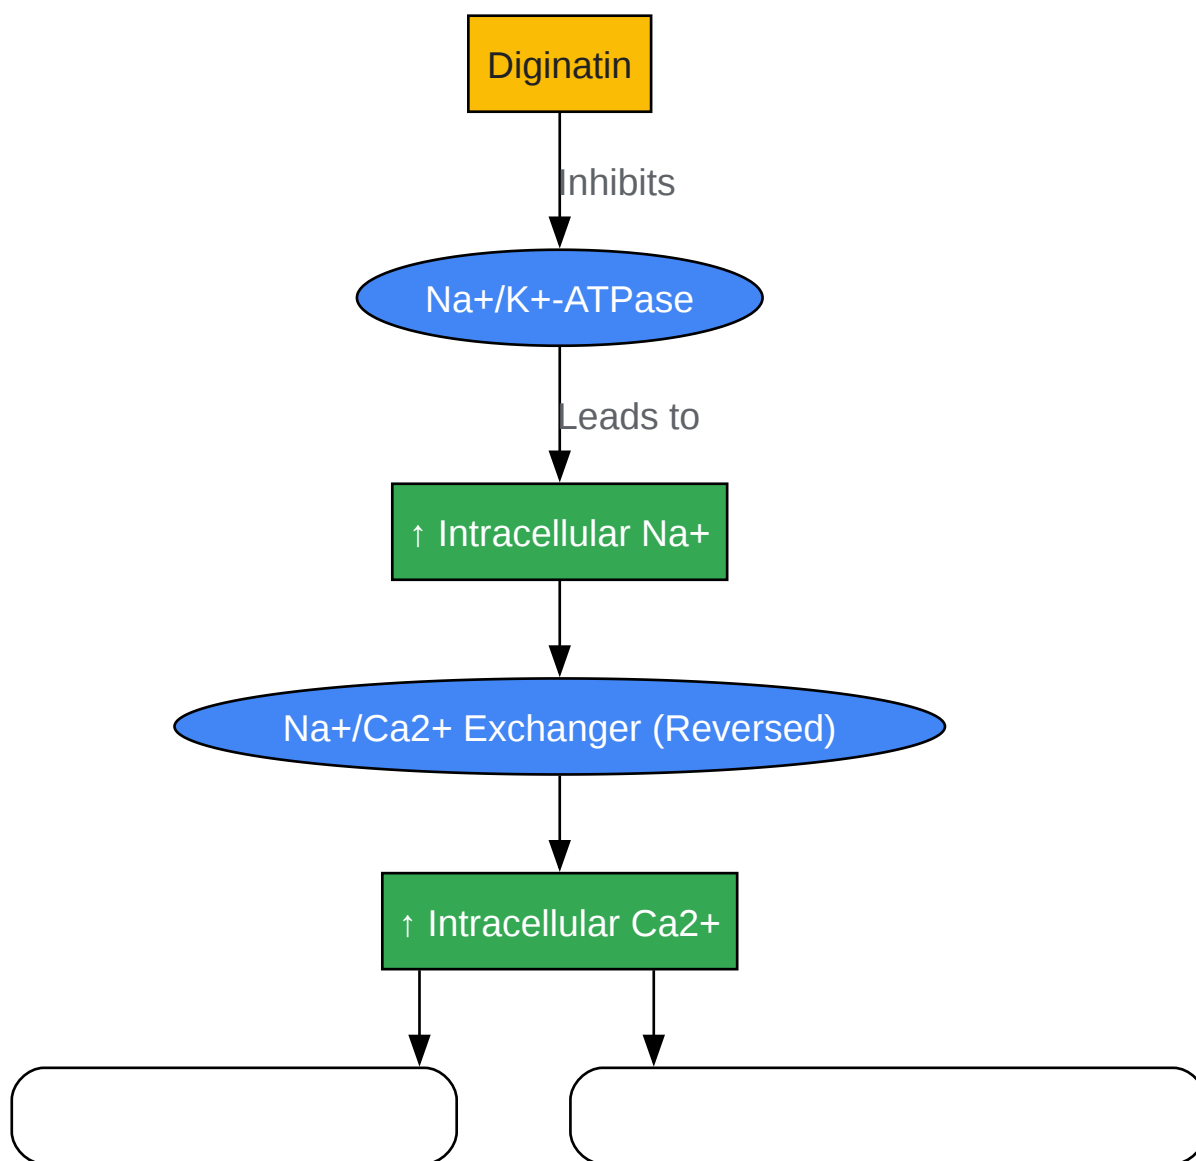 Diginatin
Inhibits
Na+/K+-ATPase
Leads to
↑ Intracellular Na+
Na+/Ca2+ Exchanger (Reversed)
↑ Intracellular Ca2+